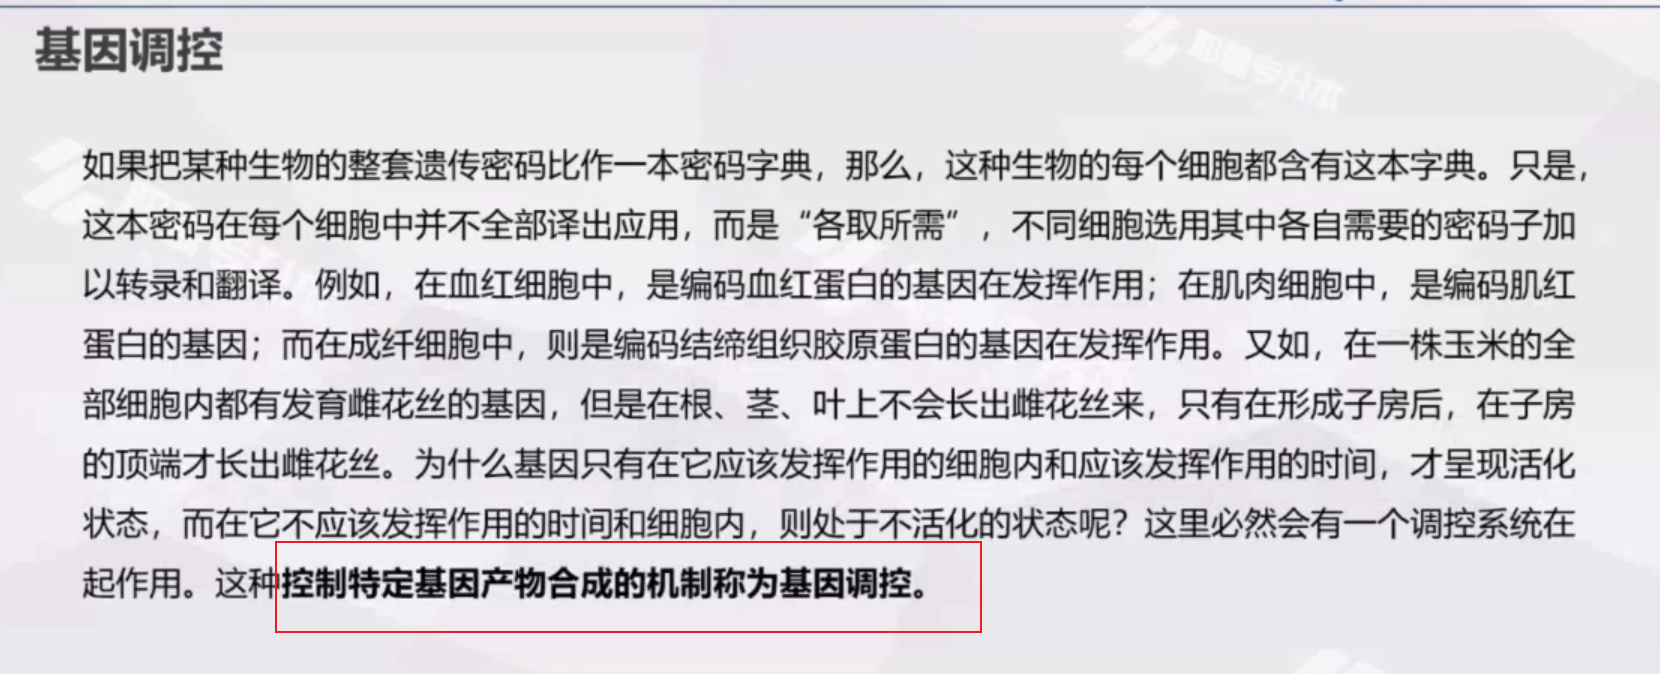 基因调控
如果把某种生物的整套遗传密码比作一本密码字典，那么，这种生物的每个细胞都含有这本字典。只是，
这本密码在每个细胞中并不全部译出应用，而是“各取所需”，不同细胞选用其中各自需要的密码子加
以转录和翻译。例如，在血红细胞中，是编码血红蛋白的基因在发挥作用；在肌肉细胞中，是编码肌红
蛋白的基因；而在成纤细胞中，则是编码结缔组织胶原蛋白的基因在发挥作用。又如，在一株玉米的全
部细胞内都有发育雌花丝的基因，但是在根、茎、叶上不会长出雌花丝来，只有在形成子房后，在子房
的顶端才长出雌花丝。为什么基因只有在它应该发挥作用的细胞内和应该发挥作用的时间，才呈现活化
状态，而在它不应该发挥作用的时间和细胞内，则处于不活化的状态呢？这里必然会有一个调控系统在
起作用。这种控制特定基因产物合成的机制称为基因调控。